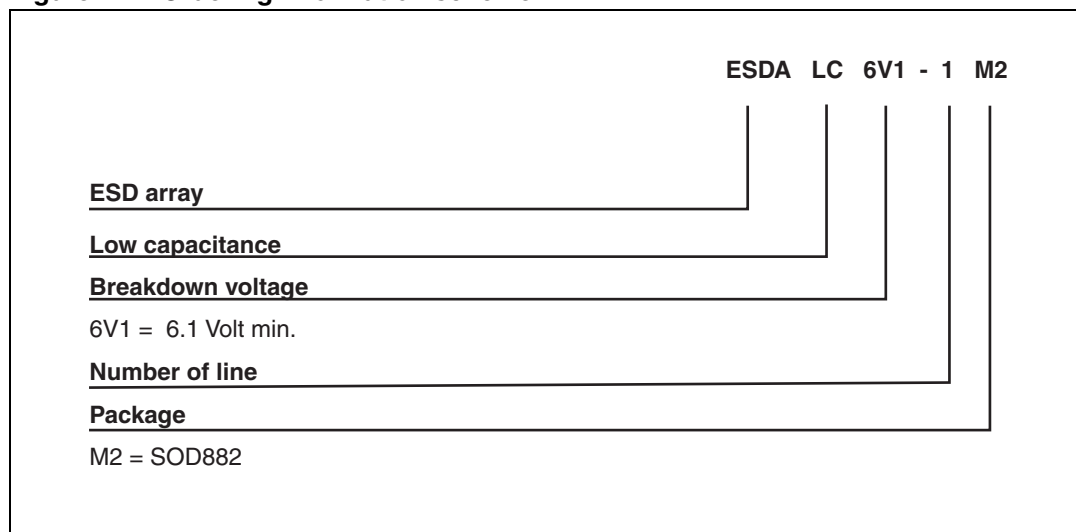 ESDA LC 6V1 - 1 M2
ESD array
Low capacitance
Breakdown voltage
6V1 = 6.1 Volt min.
Number of line
Package
M2 = SOD882